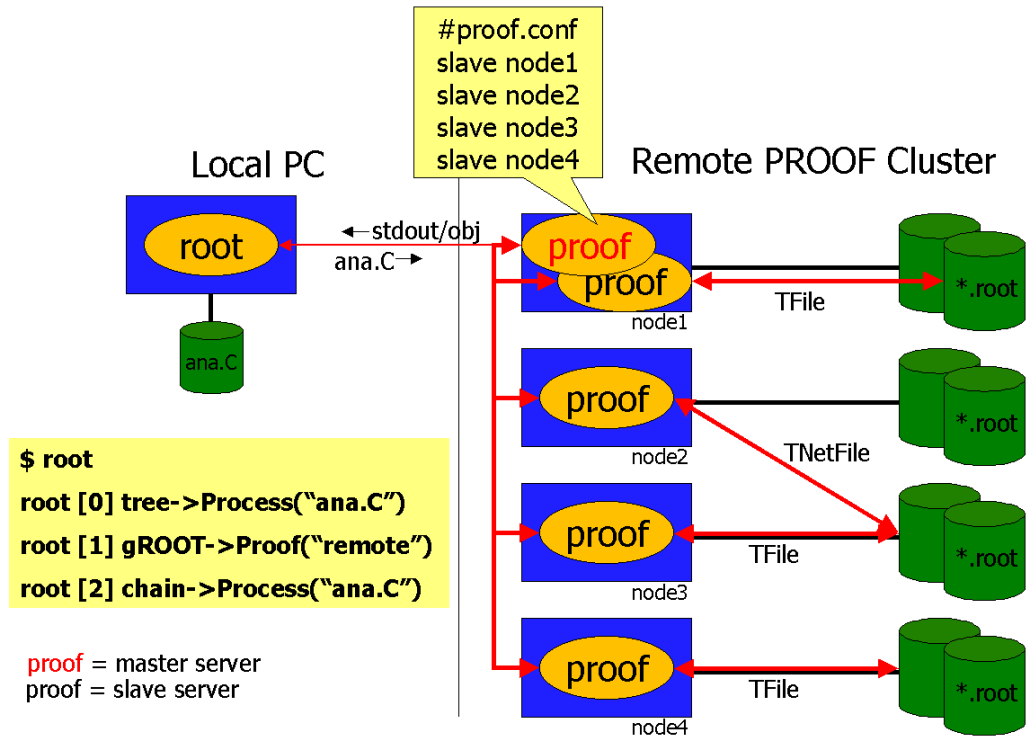 #proof.conf
slave node1
slave node2
slave node3
slave node4
Local PC
Remote PROOF Cluster
root
←stdout/obj
ana.C→
ana.C
proof
proof
node1
TFile
*.root
proof
node2
TNetFile
*.root
proof
node3
TFile
*.root
proof
node4
TFile
*.root
$ root
root [0] tree->Process(“ana.C”)
root [1] gROOT->Proof(“remote”)
root [2] chain->Process(“ana.C”)
proof = master server
proof = slave server